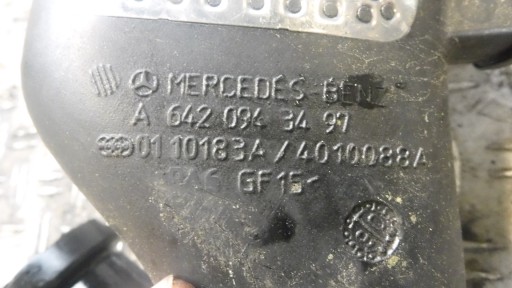 MERCEDES-BENZ
A 642 094 34 97
01 10183A/4010088A
GF15<